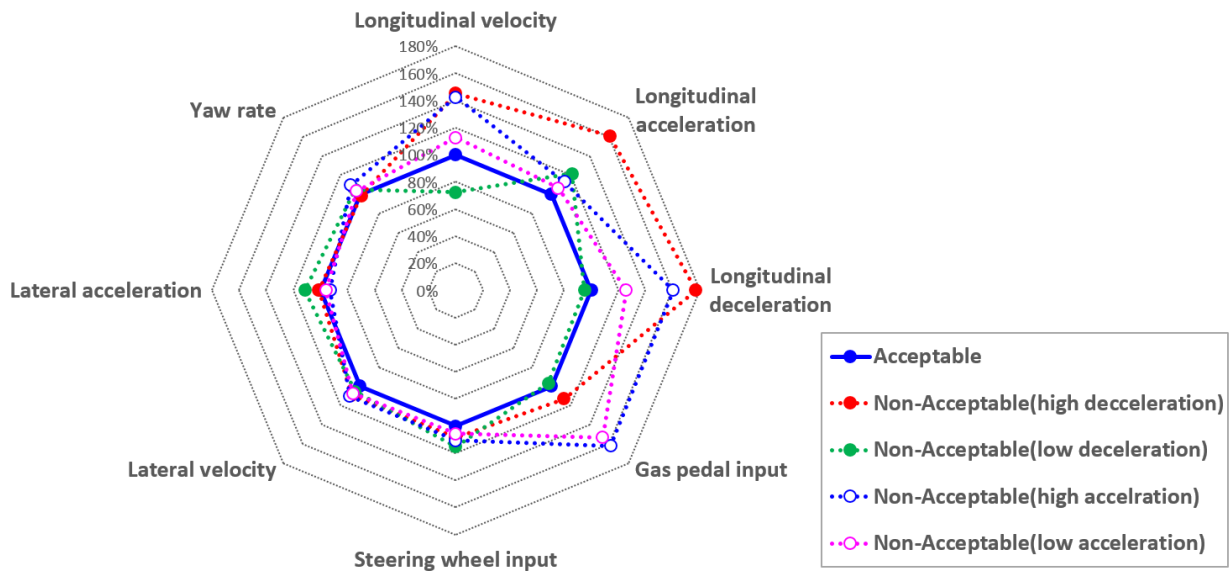 Longitudinal velocity
180%
160%
140%
120%
100%
80%
60%
40%
20%
0%
Yaw rate
Longitudinal
acceleration
Lateral acceleration
Longitudinal
deceleration
Lateral velocity
Gas pedal input
Steering wheel input
Acceptable
Non-Acceptable(high decceleration)
Non-Acceptable(low deceleration)
Non-Acceptable(high accelration)
Non-Acceptable(low acceleration)